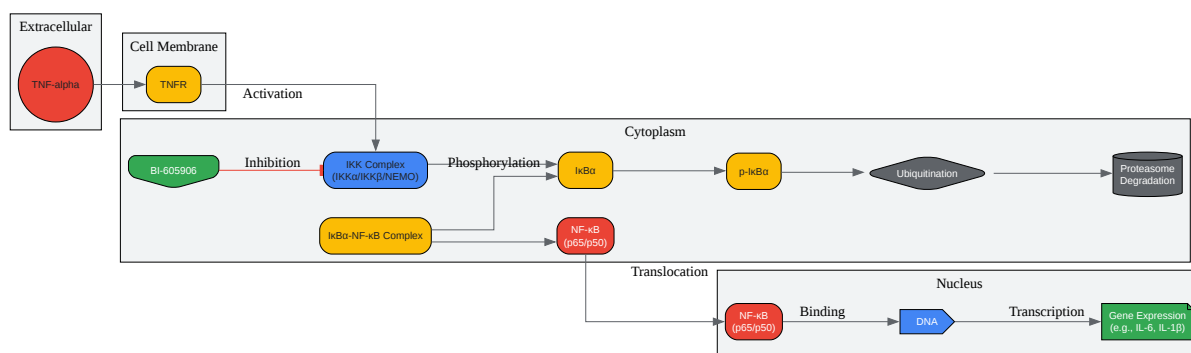 Extracellular
TNF-alpha
Cell Membrane
TNFR
Activation
Cytoplasm
BI-605906
Inhibition
IKK Complex
(IKKα/IKKβ/NEMO)
Phosphorylation
IκBα
p-IκBα
Ubiquitination
Proteasome
Degradation
IκBα-NF-κB Complex
NF-κB
(p65/p50)
Translocation
Nucleus
NF-κB
(p65/p50)
Binding
DNA
Transcription
Gene Expression
(e.g., IL-6, IL-1β)